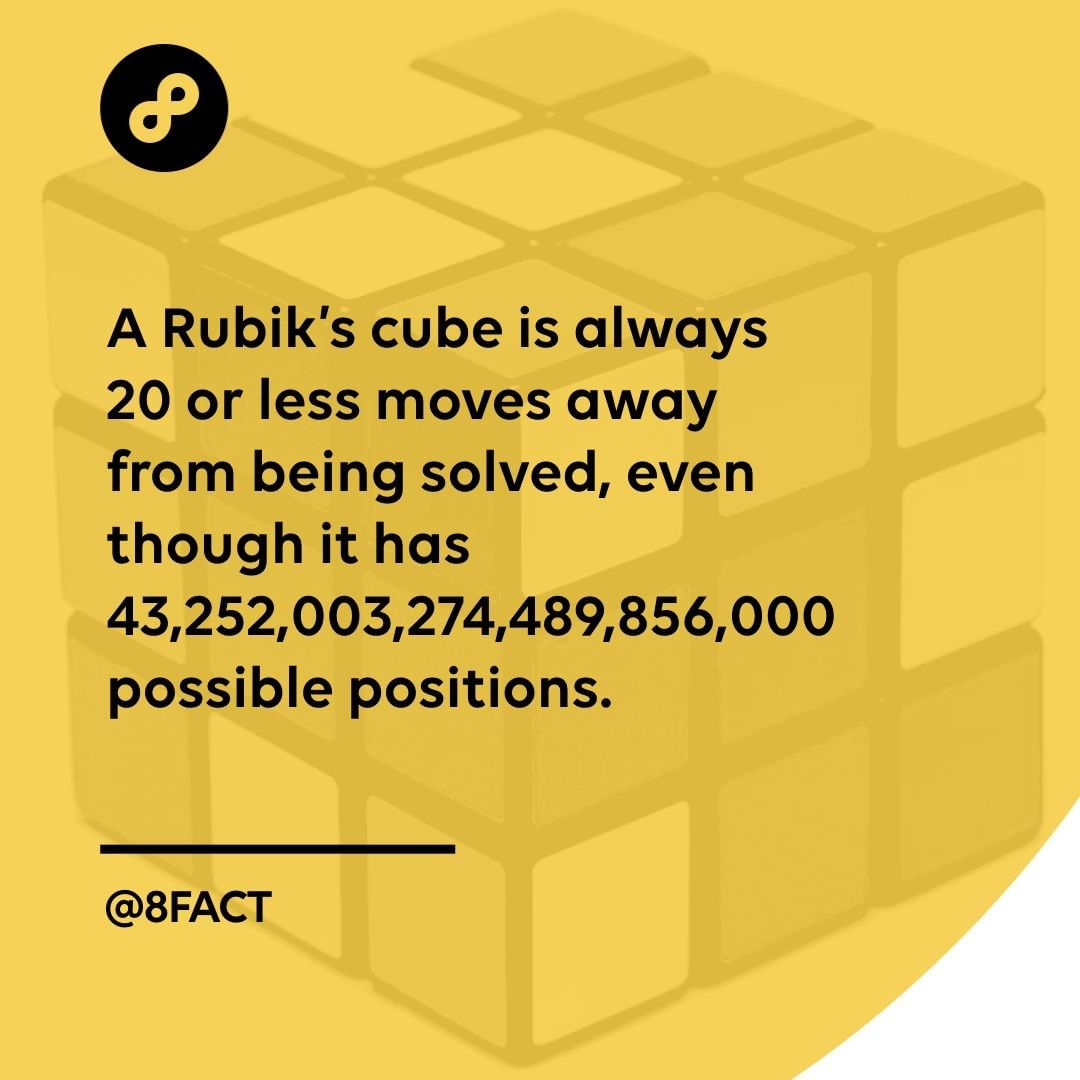 A Rubik's cube is always
20 or less moves away
from being solved, even
though it has
43,252,003,274,489,856,000
possible positions.
@8FACT